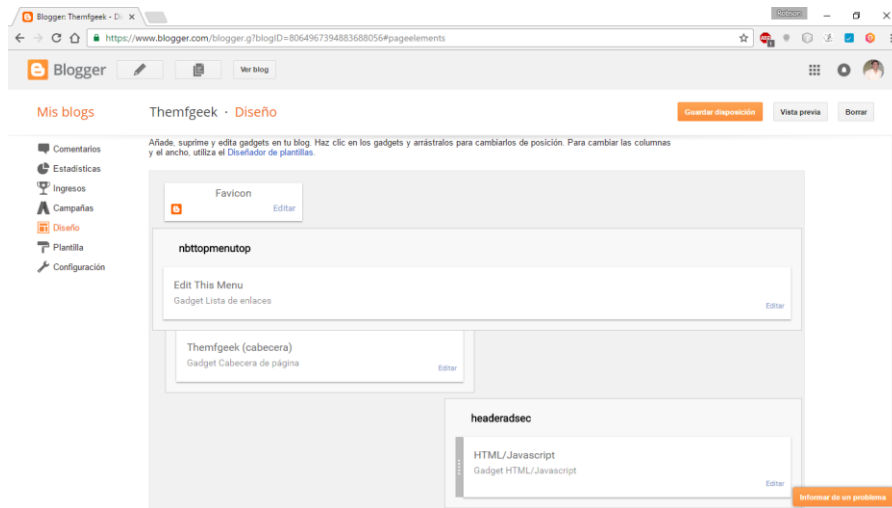 Blogger: Themfgeek - Di
https://www.blogger.com/blogger.g?blogID=8064967394883688056#pageelements
Blogger
Ver blog
Mis blogs
Themfgeek · Diseño
Guardar disposición
Vista previa
Borrar
Comentarios
Estadísticas
Ingresos
Campañas
Diseño
Plantilla
Configuración
Añade, suprime y edita gadgets en tu blog. Haz clic en los gadgets y arrástralos para cambiarlos de posición. Para cambiar las columnas
y el ancho, utiliza el Diseñador de plantillas.
Favicon
Editar
nbttopmenutop
Edit This Menu
Gadget Lista de enlaces
Editar
Themfgeek (cabecera)
Gadget Cabecera de página
Editar
headeradsec
HTML/Javascript
Gadget HTML/Javascript
Editar
Informar de un problema